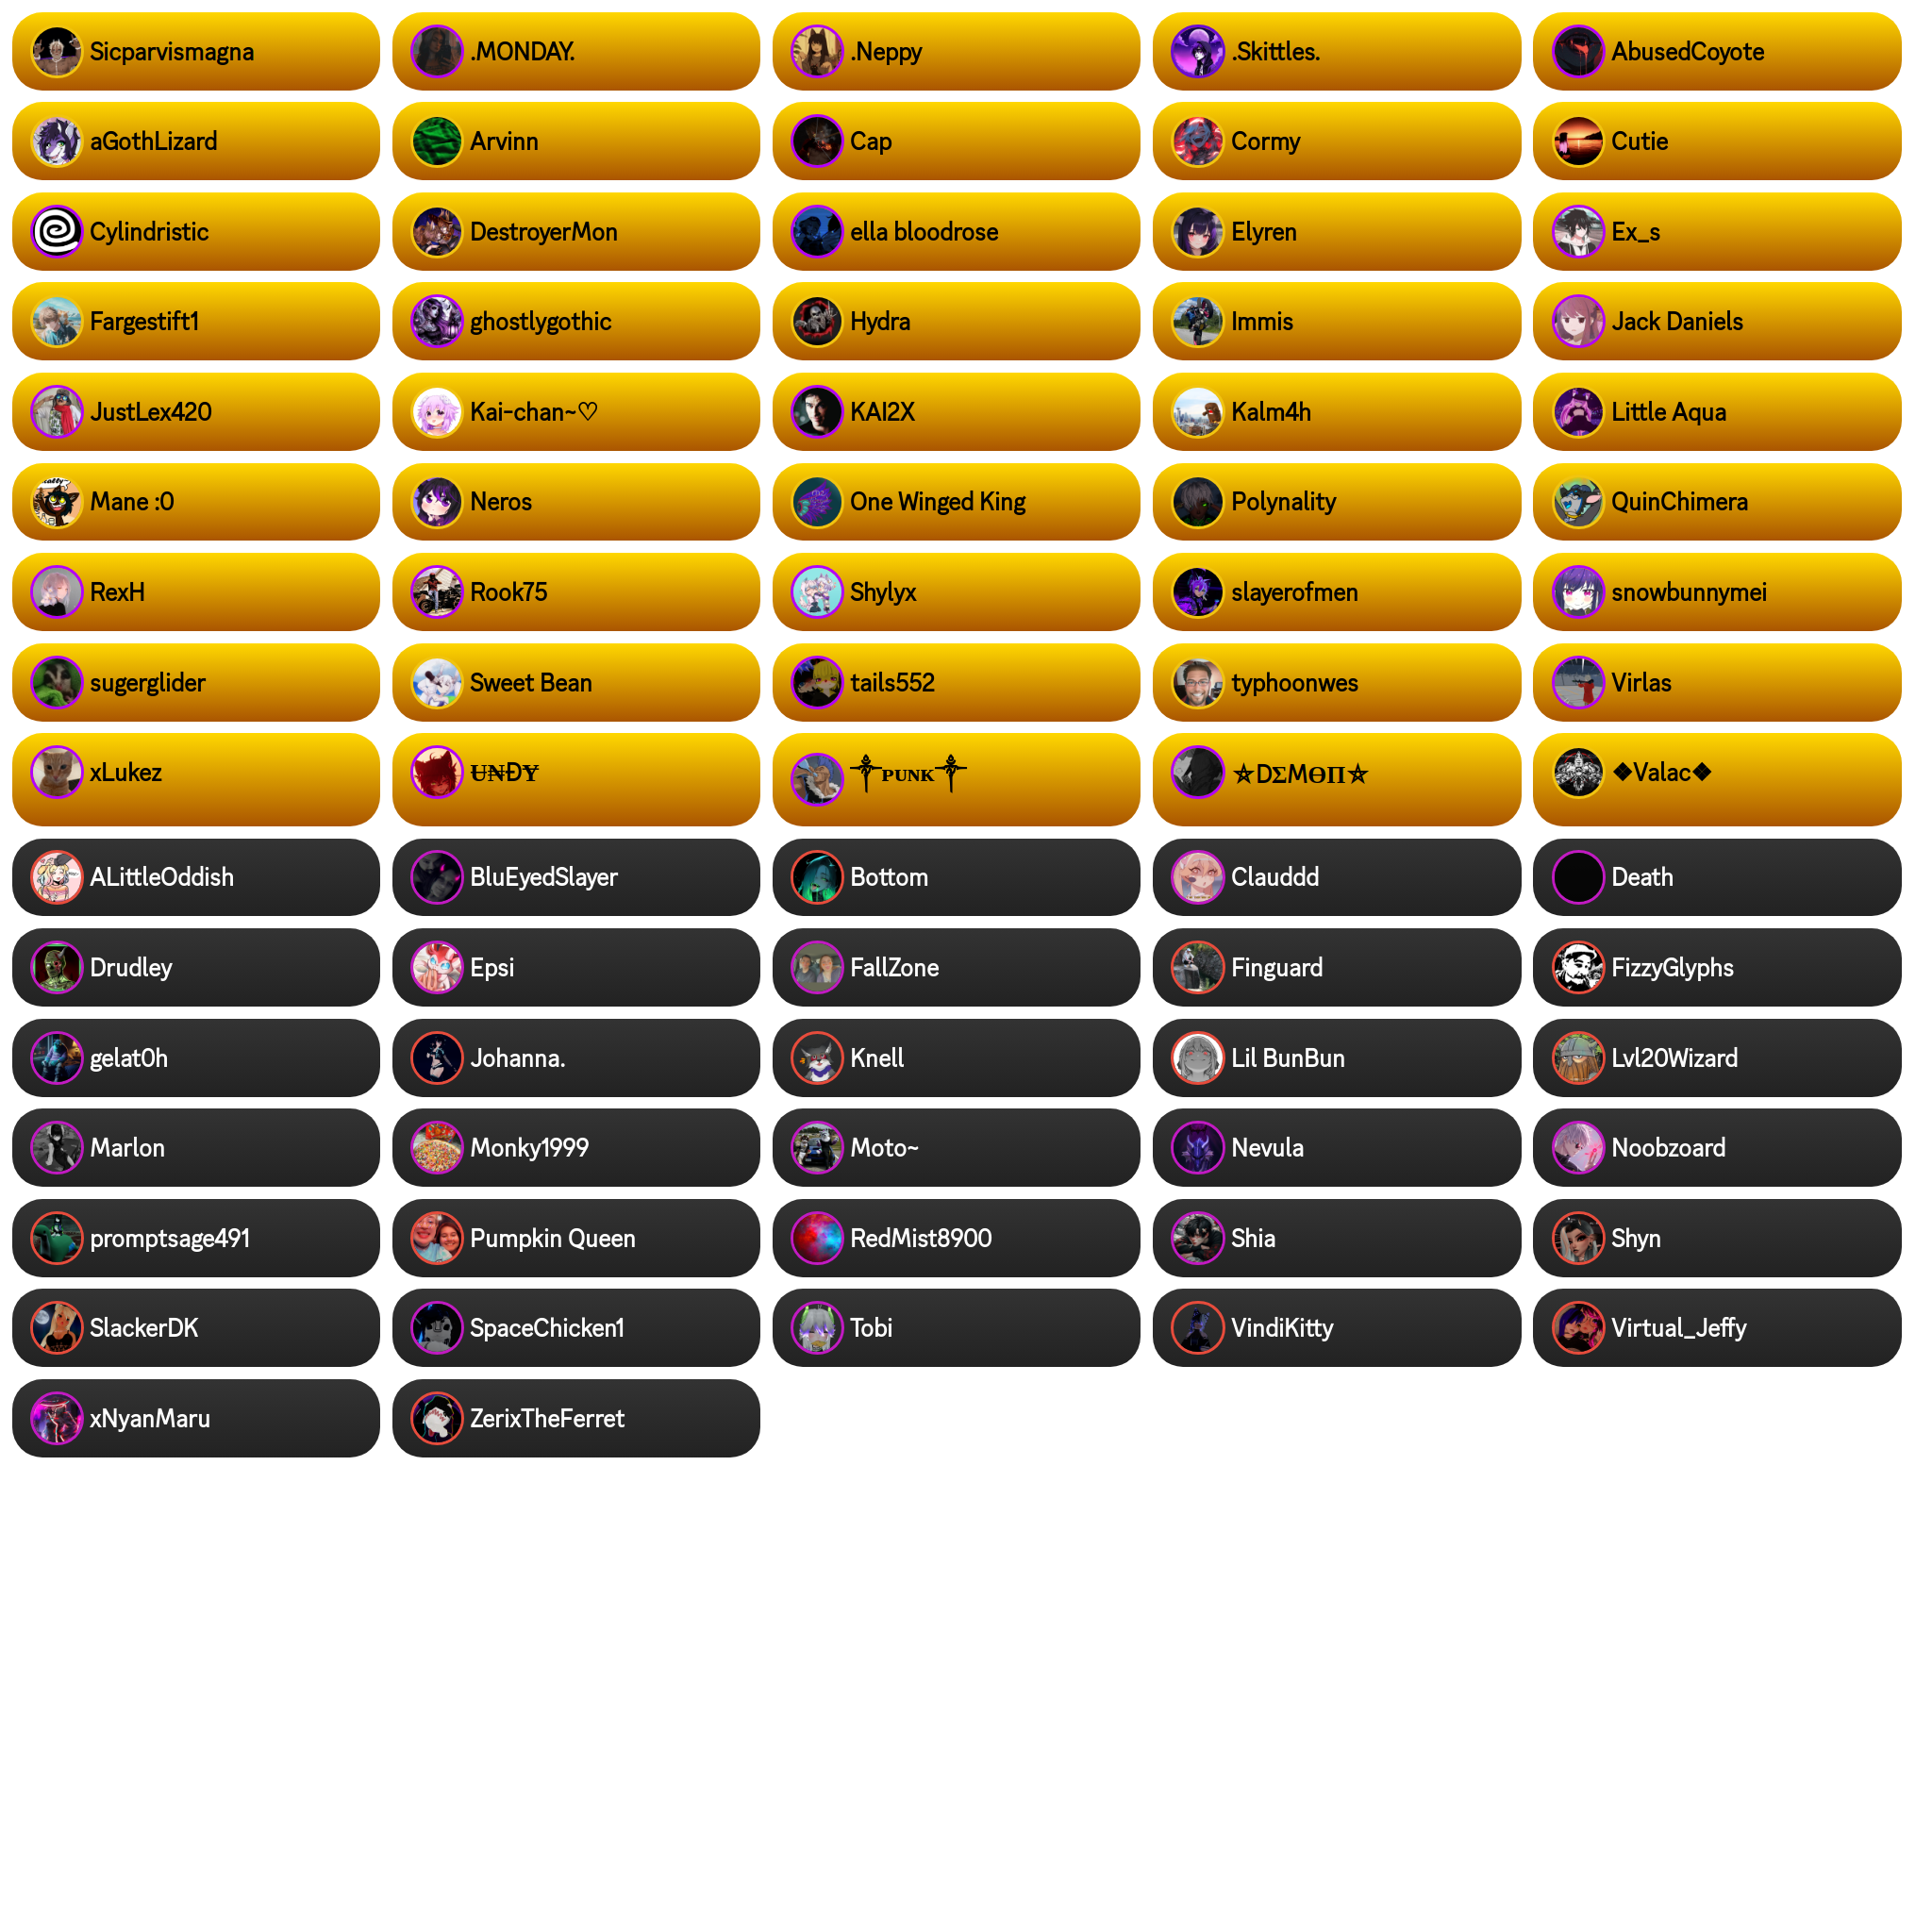 Sicparvismagna
.MONDAY.
.Neppy
.Skittles.
AbusedCoyote
aGothLizard
Arvinn
Cap
Cormy
Cutie
Cylindristic
DestroyerMon
ella bloodrose
Elyren
Ex_s
Fargestift1
ghostlygothic
Hydra
Immis
Jack Daniels
JustLex420
Kai-chan~♡
KAI2X
Kalm4h
Little Aqua
Mane :0
Neros
One Winged King
Polynality
QuinChimera
RexH
Rook75
Shylyx
slayerofmen
snowbunnymei
sugerglider
Sweet Bean
tails552
typhoonwes
Virlas
xLukez
U̶N̶ĐɎ
༒ᴘᴜɴᴋ༒
⛤DΣMӨΠ⛤
❖Valac❖
ALittleOddish
BluEyedSlayer
Bottom
Clauddd
Death
Drudley
Epsi
FallZone
Finguard
FizzyGlyphs
gelat0h
Johanna.
Knell
Lil BunBun
Lvl20Wizard
Marlon
Monky1999
Moto~
Nevula
Noobzoard
promptsage491
Pumpkin Queen
RedMist8900
Shia
Shyn
SlackerDK
SpaceChicken1
Tobi
VindiKitty
Virtual_Jeffy
xNyanMaru
ZerixTheFerret